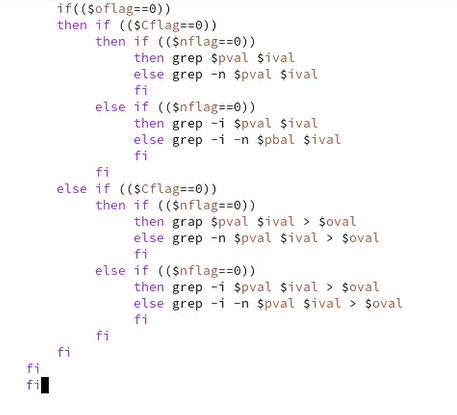 if(($oflag==0))
then if (($Cflag==0))
then if (($nflag==0))
then grep $pval $ival
else grep -n $pval $ival
fi
else if (($nflag==0))
then grep -i $pval $ival
else grep -i -n $pbal $ival
fi
fi
else if (($Cflag==0))
then if (($nflag==0))
then grap $pval $ival > $oval
else grep -n $pval $ival > $oval
fi
else if (($nflag==0))
then grep -i $pval $ival > $oval
else grep -i -n $pval $ival > $oval
fi
fi
fi
fi
fi